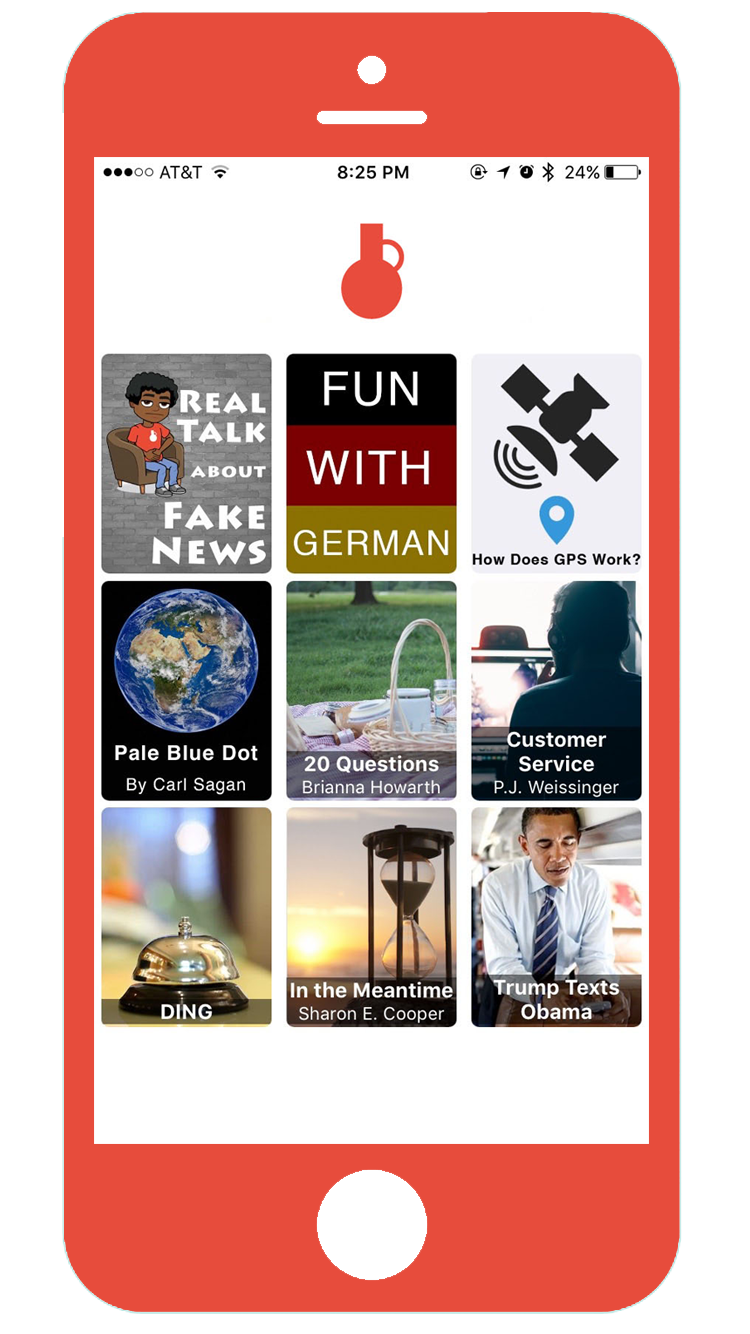 AT&T 8:25 PM 24%
REAL
TALK
ABOUT
FAKE
NEWS
FUN
WITH
GERMAN
How Does GPS Work?
Pale Blue Dot
By Carl Sagan
20 Questions
Brianna Howarth
Customer
Service
P.J. Weissinger
DING
In the Meantime
Sharon E. Cooper
Trump Texts
Obama